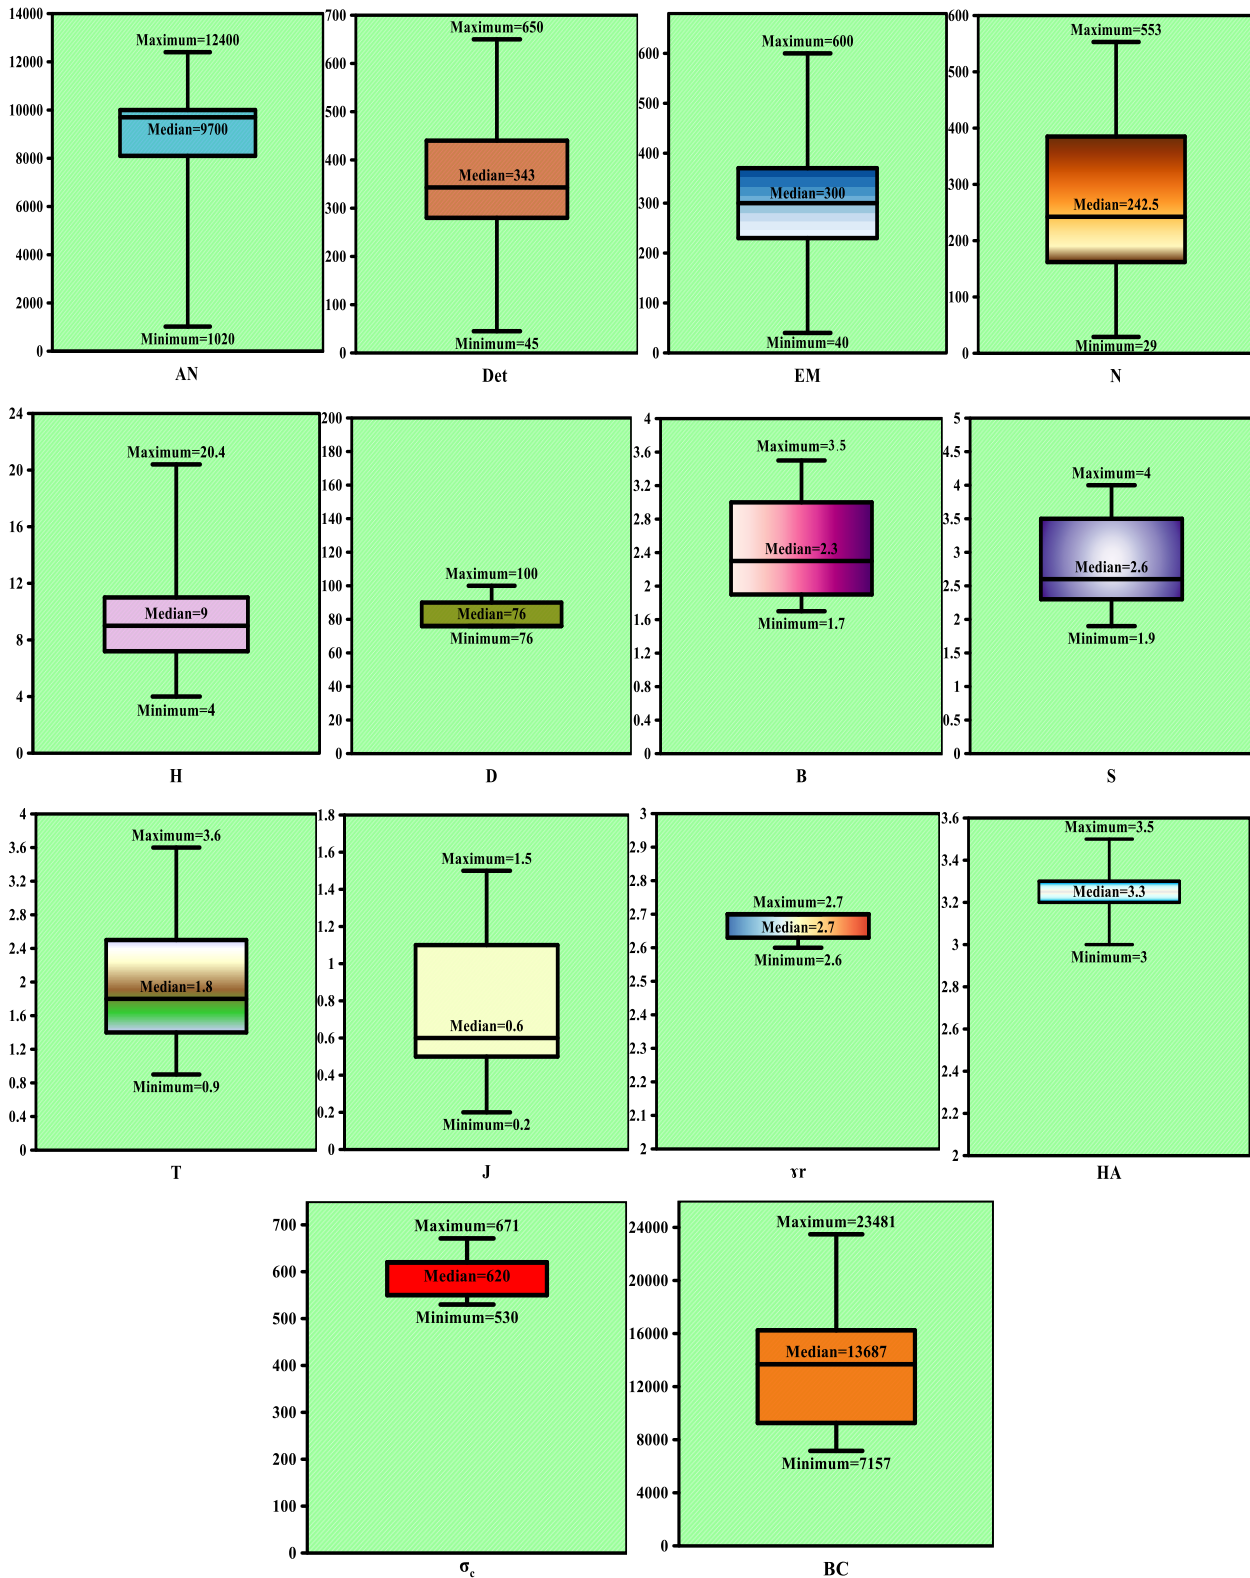 14000
12000
10000
8000
6000
4000
2000
0
Maximum=12400
Median=9700
Minimum=1020
AN
700
600
500
400
300
200
100
0
Maximum=650
Median=343
Minimum=45
Det
600
500
400
300
200
100
0
Maximum=600
Median=300
Minimum=40
EM
600
500
400
300
200
100
0
Maximum=553
Median=242.5
Minimum=29
N
24
20
16
12
8
4
0
Maximum=20.4
Median=9
Minimum=4
H
200
180
160
140
120
100
80
60
40
20
0
Maximum=100
Median=76
Minimum=76
D
4
3.6
3.2
2.8
2.4
2
1.6
1.2
0.8
0.4
0
Maximum=3.5
Median=2.3
Minimum=1.7
B
5
4.5
4
3.5
3
2.5
2
1.5
1
0.5
0
Maximum=4
Median=2.6
Minimum=1.9
S
4
3.6
3.2
2.8
2.4
2
1.6
1.2
0.8
0.4
0
Maximum=3.6
Median=1.8
Minimum=0.9
T
1.8
1.6
1.4
1.2
1
0.8
0.6
0.4
0.2
0
Maximum=1.5
Median=0.6
Minimum=0.2
J
3
2.9
2.8
2.7
2.6
2.5
2.4
2.3
2.2
2.1
2
Maximum=2.7
Median=2.7
Minimum=2.6
ɤr
3.6
3.4
3.2
3
2.8
2.6
2.4
2.2
2
Maximum=3.5
Median=3.3
Minimum=3
HA
700
600
500
400
300
200
100
0
Maximum=671
Median=620
Minimum=530
σc
24000
20000
16000
12000
8000
4000
0
Maximum=23481
Median=13687
Minimum=7157
BC